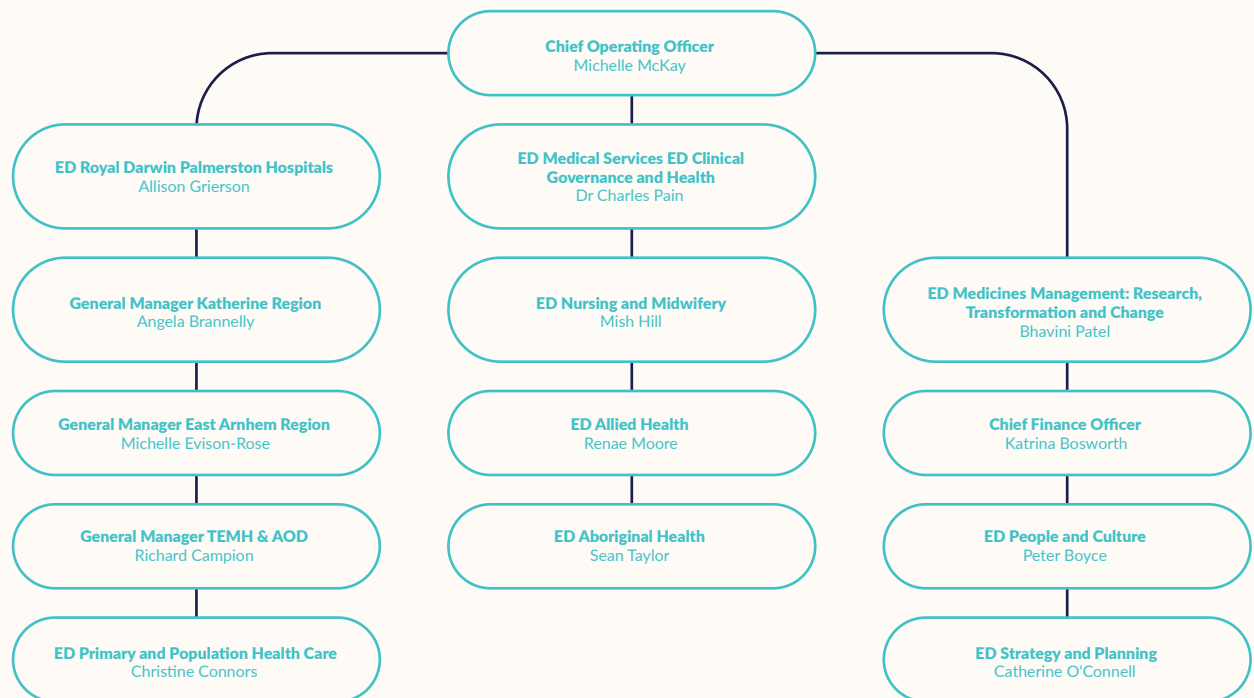 Chief Operating Officer
Michelle McKay
ED Royal Darwin Palmerston Hospitals
Allison Grierson
General Manager Katherine Region
Angela Brannelly
General Manager East Arnhem Region
Michelle Evison-Rose
General Manager TEMH & AOD
Richard Campion
ED Primary and Population Health Care
Christine Connors
ED Medical Services ED Clinical
Governance and Health
Dr Charles Pain
ED Nursing and Midwifery
Mish Hill
ED Allied Health
Renae Moore
ED Aboriginal Health
Sean Taylor
ED Medicines Management: Research,
Transformation and Change
Bhavini Patel
Chief Finance Officer
Katrina Bosworth
ED People and Culture
Peter Boyce
ED Strategy and Planning
Catherine O'Connell